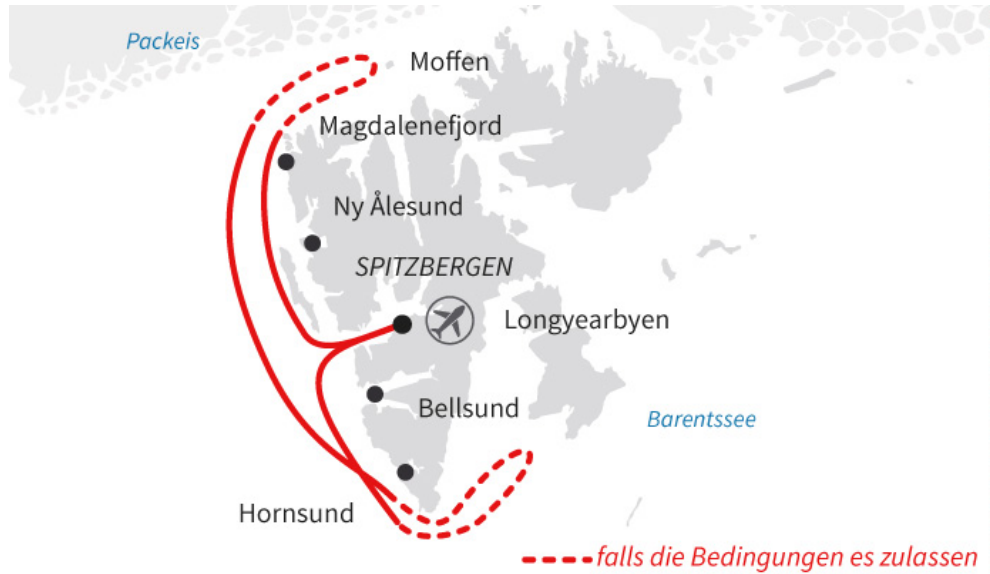 Packeis
Moffen
Magdalenefjord
Ny Ålesund
SPITZBERGEN
Longyearbyen
Bellsund
Barentssee
Hornsund
falls die Bedingungen es zulassen